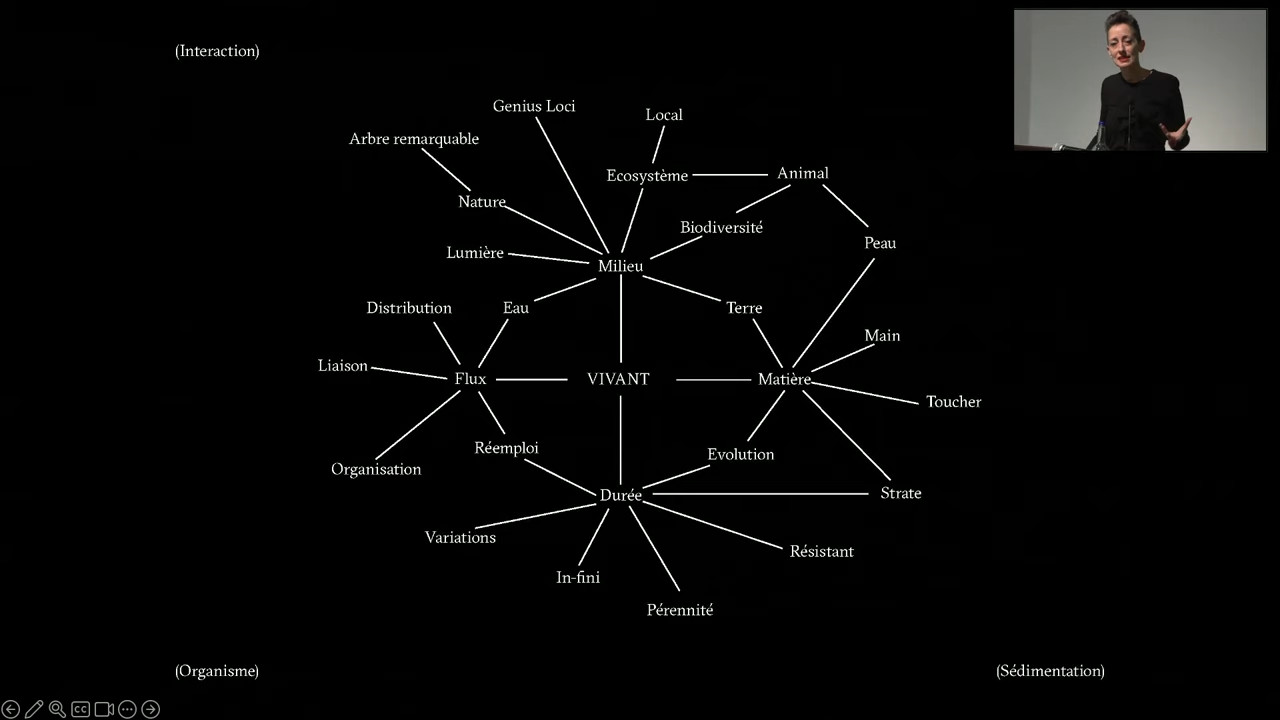 (Interaction)
Genius Loci
Local
Arbre remarquable
Ecosystème
Animal
Nature
Biodiversité
Peau
Lumière
Milieu
Distribution
Eau
Terre
Main
Liaison
Flux
VIVANT
Matière
Toucher
Réemploi
Evolution
Organisation
Durée
Strate
Variations
Résistant
In-fini
Pérennité
(Organisme)
(Sédimentation)
CC